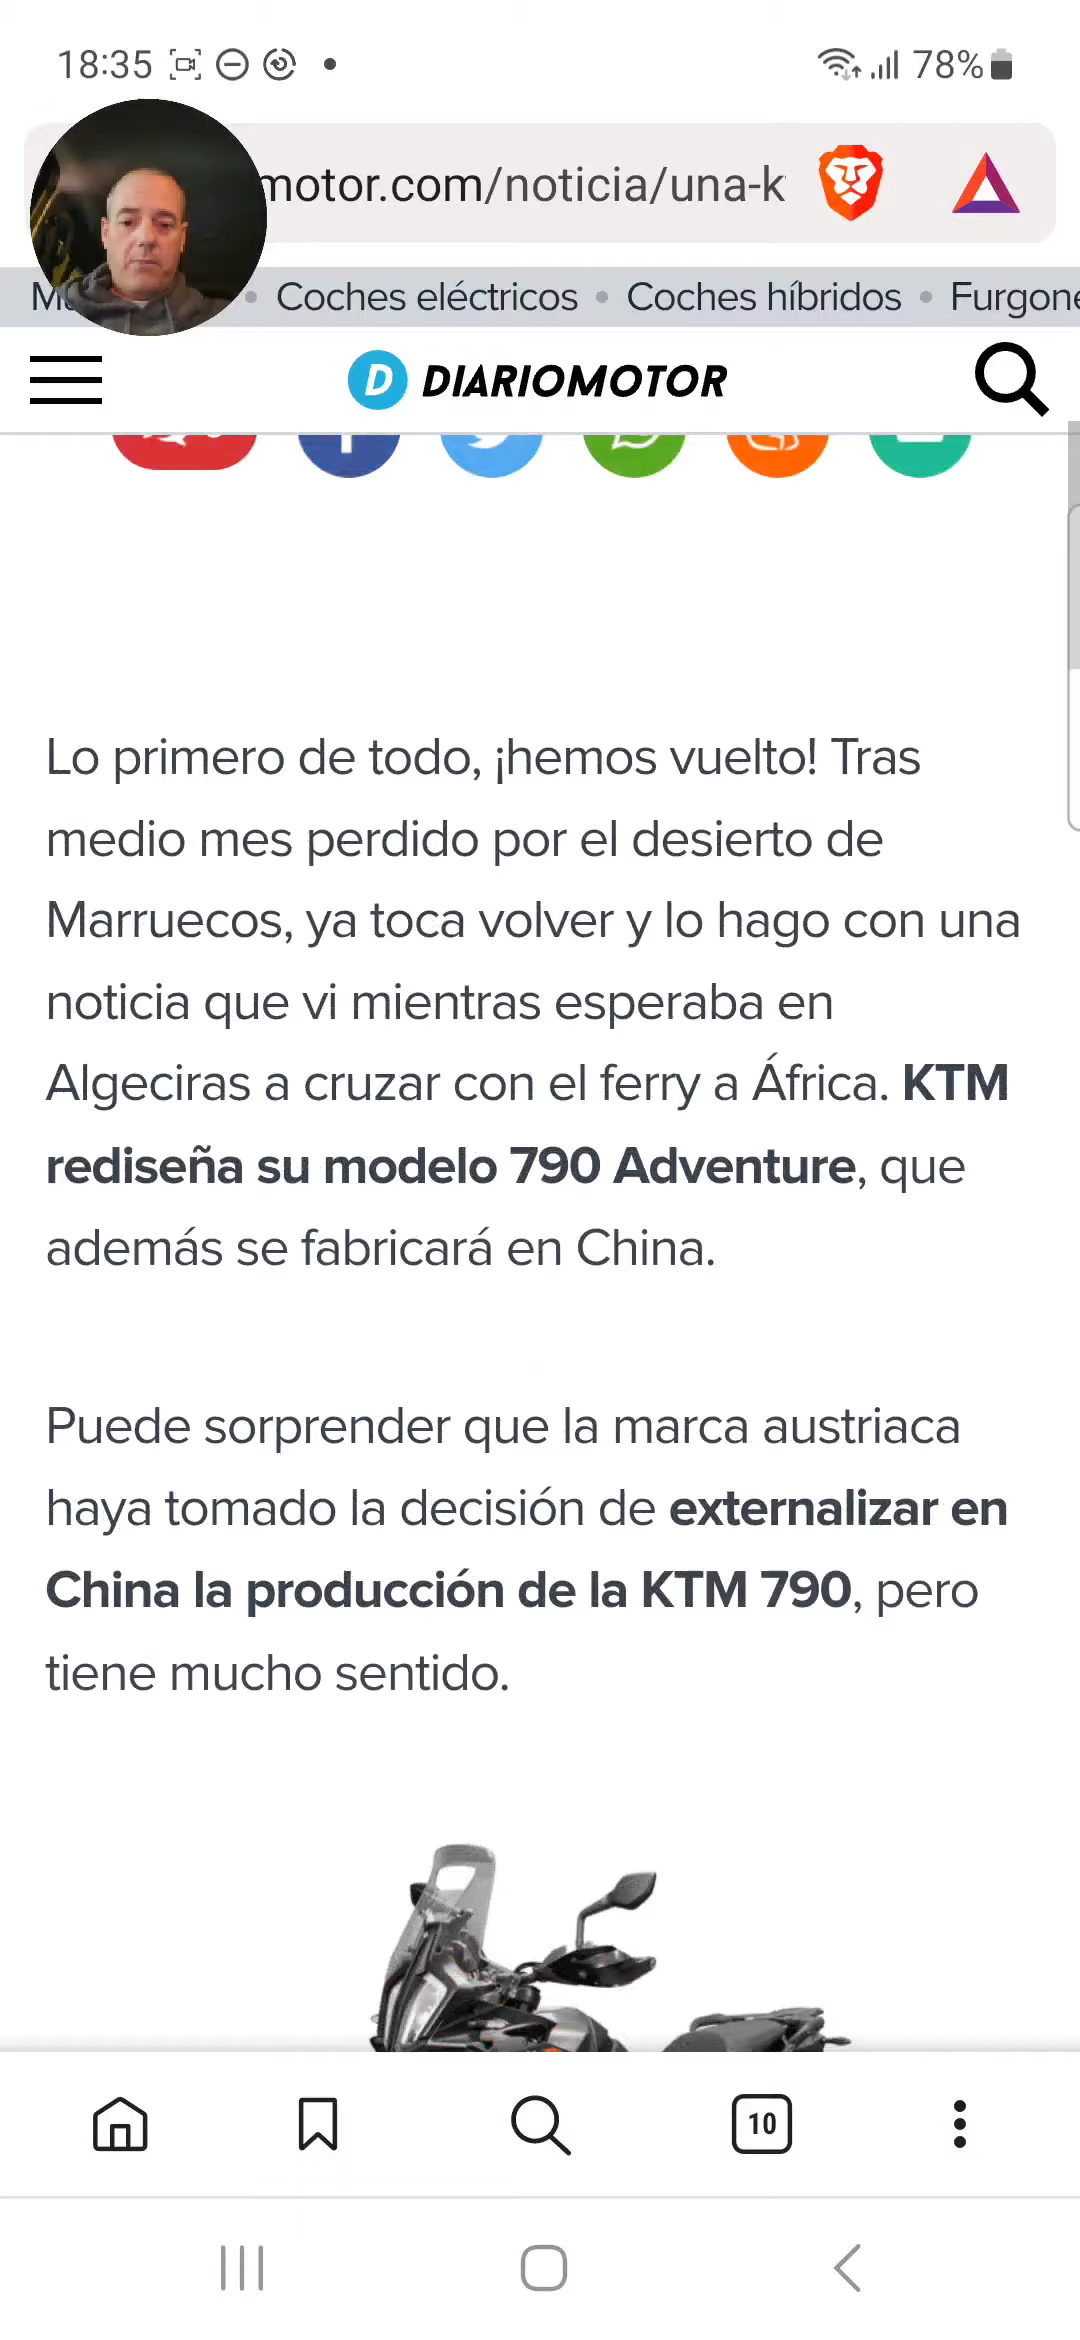 18:35
78%
motor.com/noticia/una-k
Coches eléctricos • Coches híbridos •
D DIARIOMOTOR
Lo primero de todo, ¡hemos vuelto! Tras
medio mes perdido por el desierto de
Marruecos, ya toca volver y lo hago con una
noticia que vi mientras esperaba en
Algeciras a cruzar con el ferry a África. KTM
rediseña su modelo 790 Adventure, que
además se fabricará en China.
Puede sorprender que la marca austriaca
haya tomado la decisión de externalizar en
China la producción de la KTM 790, pero
tiene mucho sentido.
10